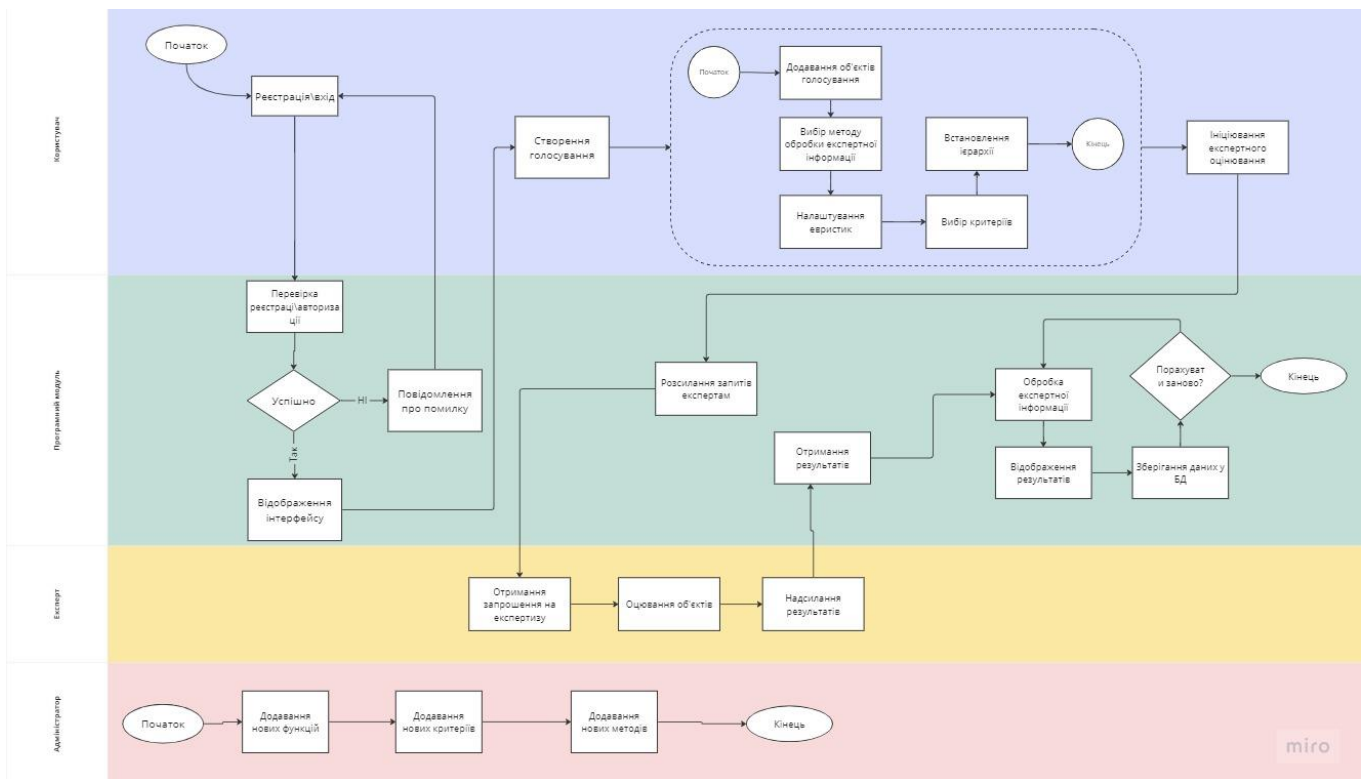 Користувач
Початок
Реєстрація\вхід
Створення
голосування
Початок
Додавання об'єктів
голосування
Вибір методу
обробки експертної
інформації
Налаштування
евристик
Вибір критеріїв
Встановлення
ієрархії
Кінець
Ініціювання
експертного
оцінювання
Програмний модуль
Перевірка
реєстраці\авториза
ції
Успішно
НІ
Повідомлення
про помилку
Так
Відображення
інтерфейсу
Розсилання запитів
експертам
Отримання
результатів
Обробка
експертної
інформації
Відображення
результатів
Зберігання даних у
БД
Порахуват
и заново?
Кінець
Експерт
Отримання
запрошення на
експертизу
Оцювання об'єктів
Надсилання
результатів
Адміністратор
Початок
Додавання
нових функцій
Додавання
нових критеріїв
Додавання
нових методів
Кінець
miro